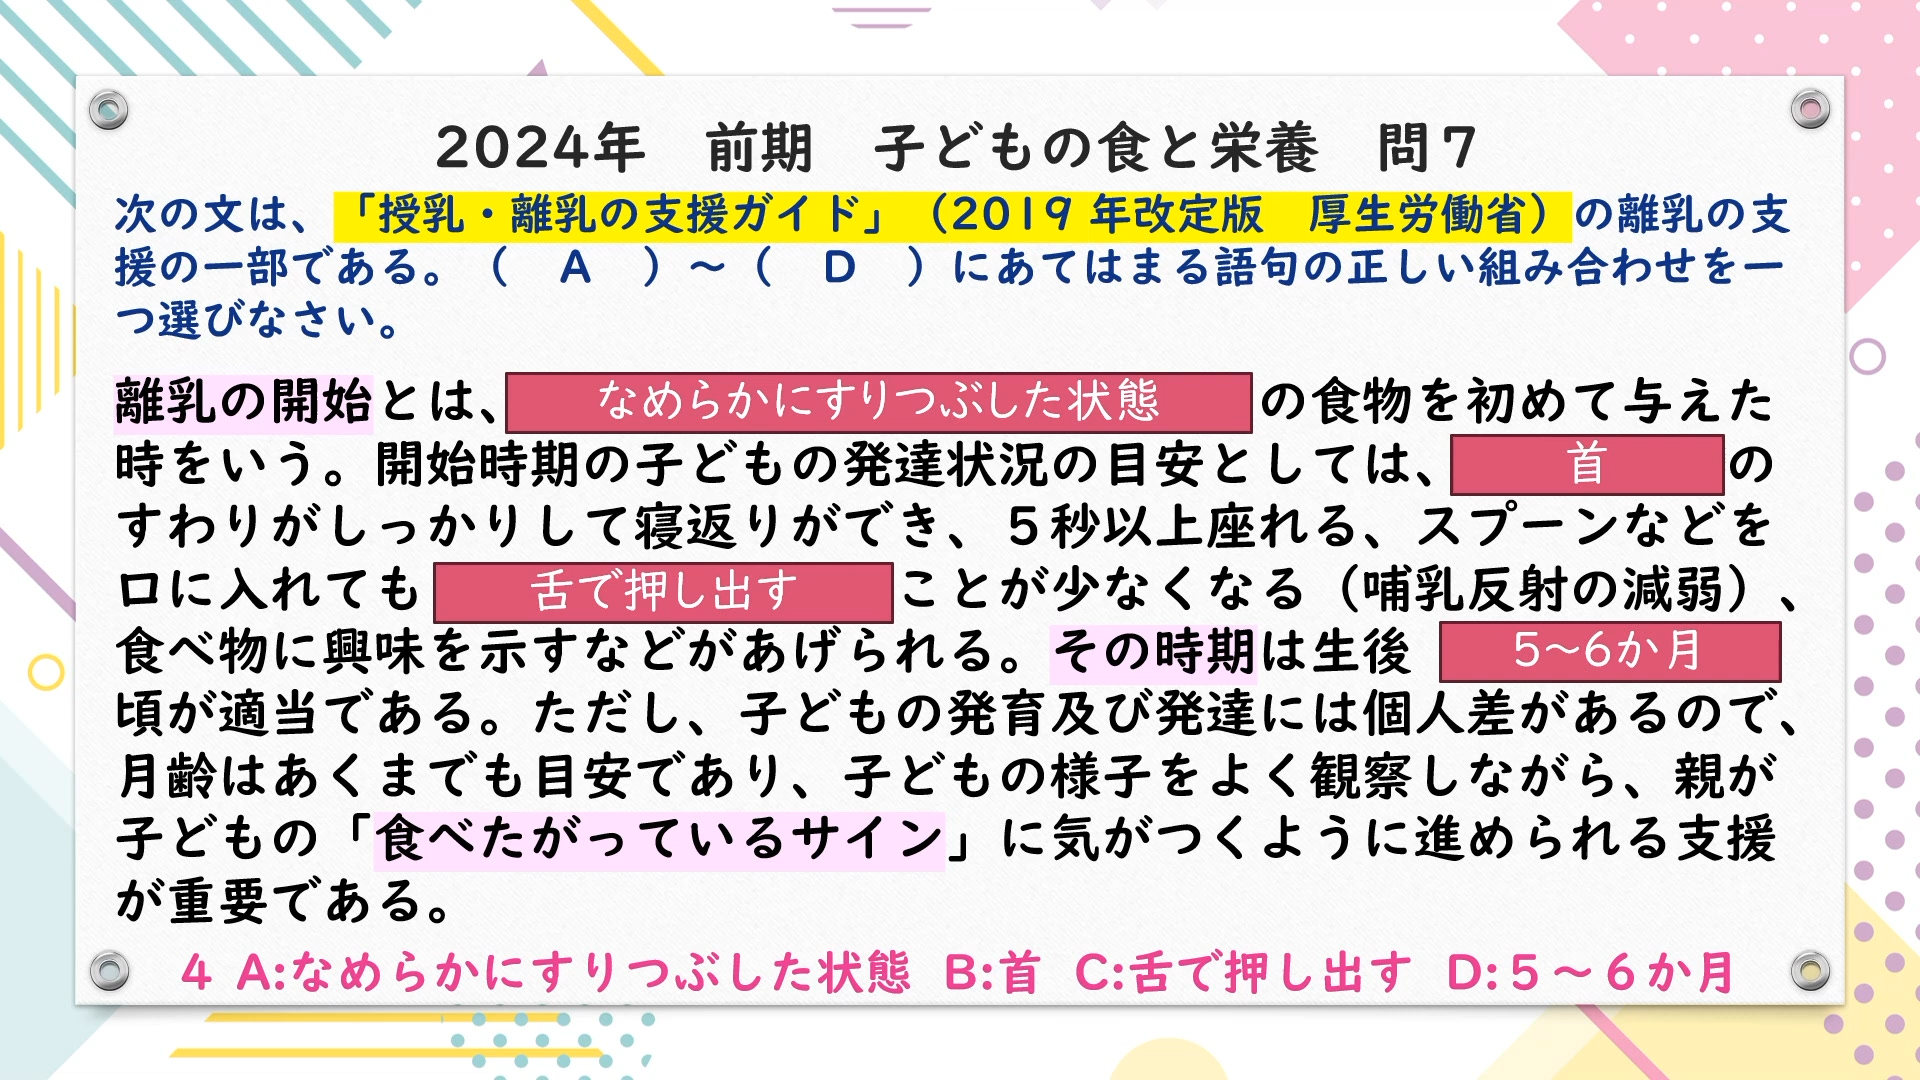 2024年　前期　子どもの食と栄養　問７
次の文は、「授乳・離乳の支援ガイド」（2019 年改定版　厚生労働省）の離乳の支
援の一部である。（　A　）～（　D　）にあてはまる語句の正しい組み合わせを一
つ選びなさい。
離乳の開始とは、なめらかにすりつぶした状態の食物を初めて与えた
時をいう。開始時期の子どもの発達状況の目安としては、首の
すわりがしっかりして寝返りができ、５秒以上座れる、スプーンなどを
口に入れても舌で押し出すことが少なくなる（哺乳反射の減弱）、
食べ物に興味を示すなどがあげられる。その時期は生後 5～6か月
頃が適当である。ただし、子どもの発育及び発達には個人差があるので、
月齢はあくまでも目安であり、子どもの様子をよく観察しながら、親が
子どもの「食べたがっているサイン」に気がつくように進められる支援
が重要である。
4 A:なめらかにすりつぶした状態 B:首 C:舌で押し出す D:５～６か月